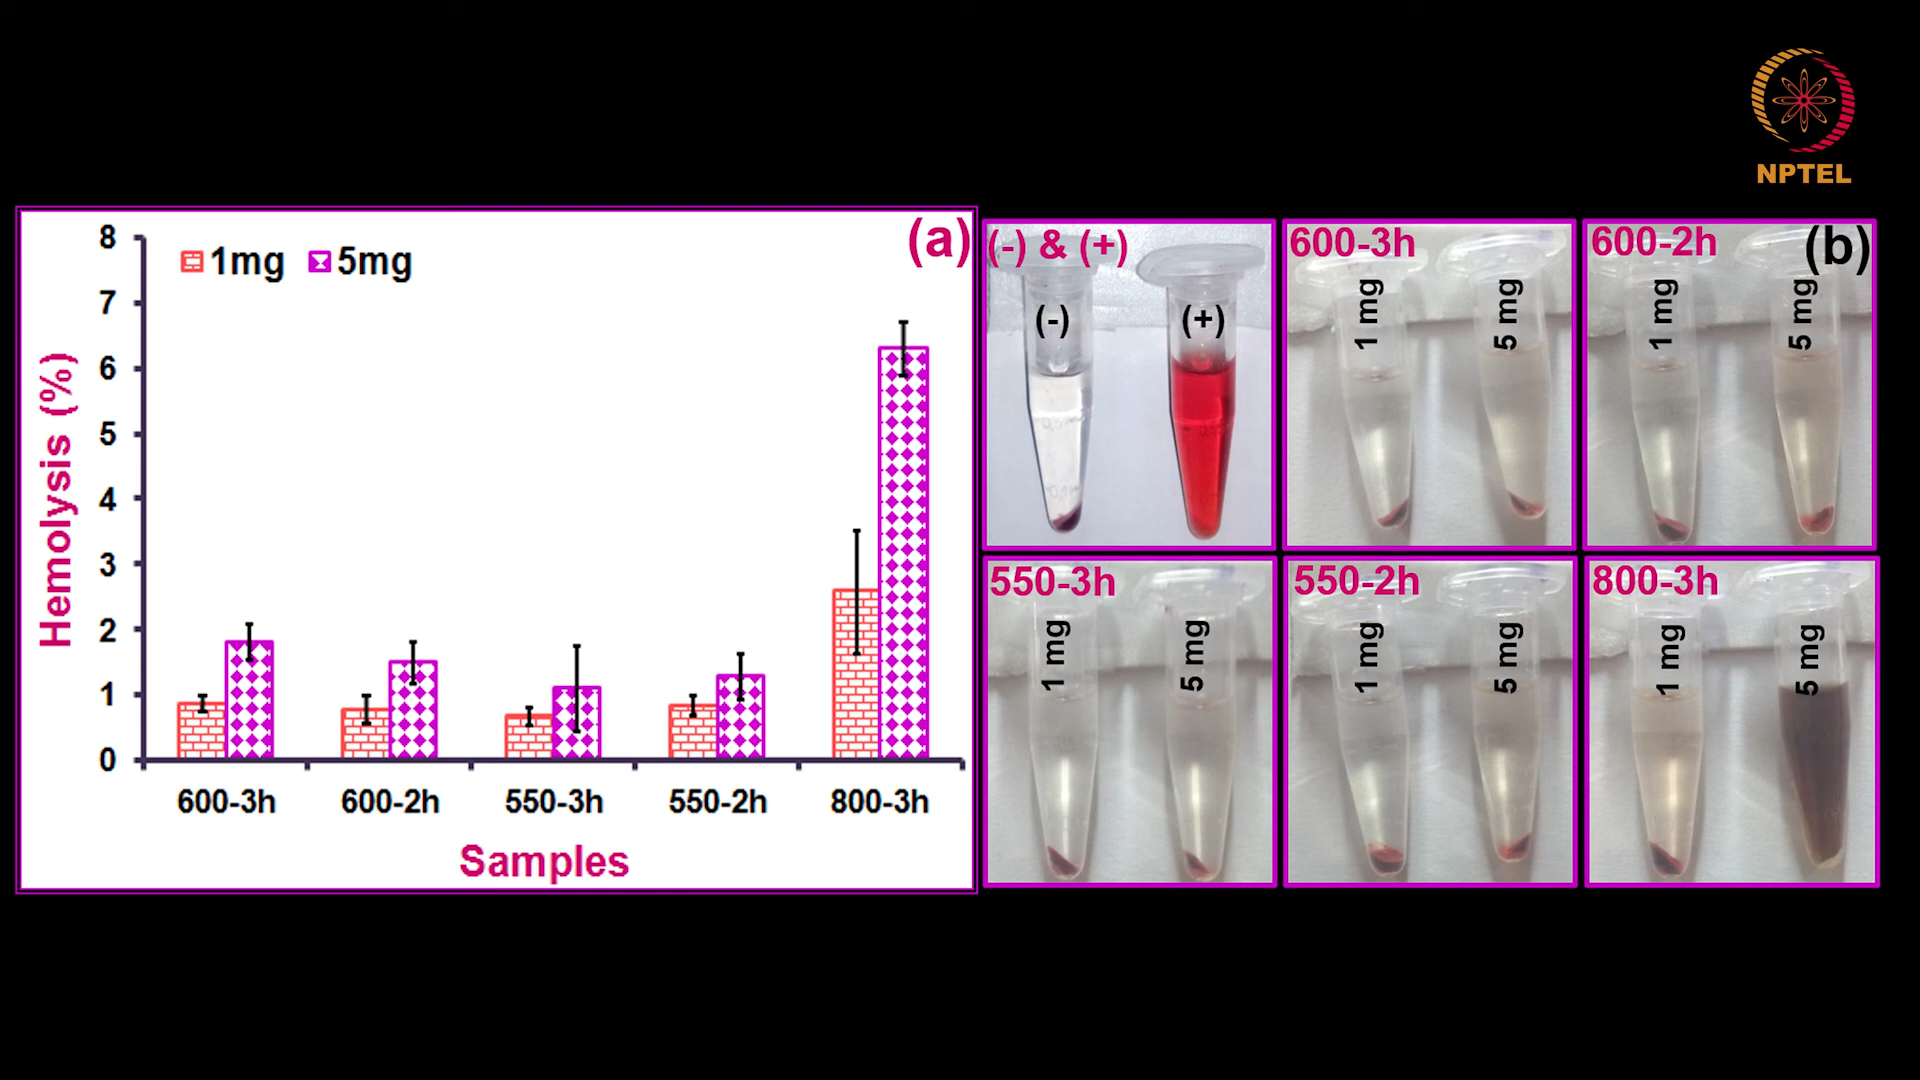 NPTEL
(a)
1mg 5mg
8
7
6
5
4
3
2
1
0
Hemolysis (%)
600-3h 600-2h 550-3h 550-2h 800-3h
Samples
(b)
(-) & (+)
(-) (+)
600-3h
1 mg 5 mg
600-2h
1 mg 5 mg
550-3h
1 mg 5 mg
550-2h
1 mg 5 mg
800-3h
1 mg 5 mg